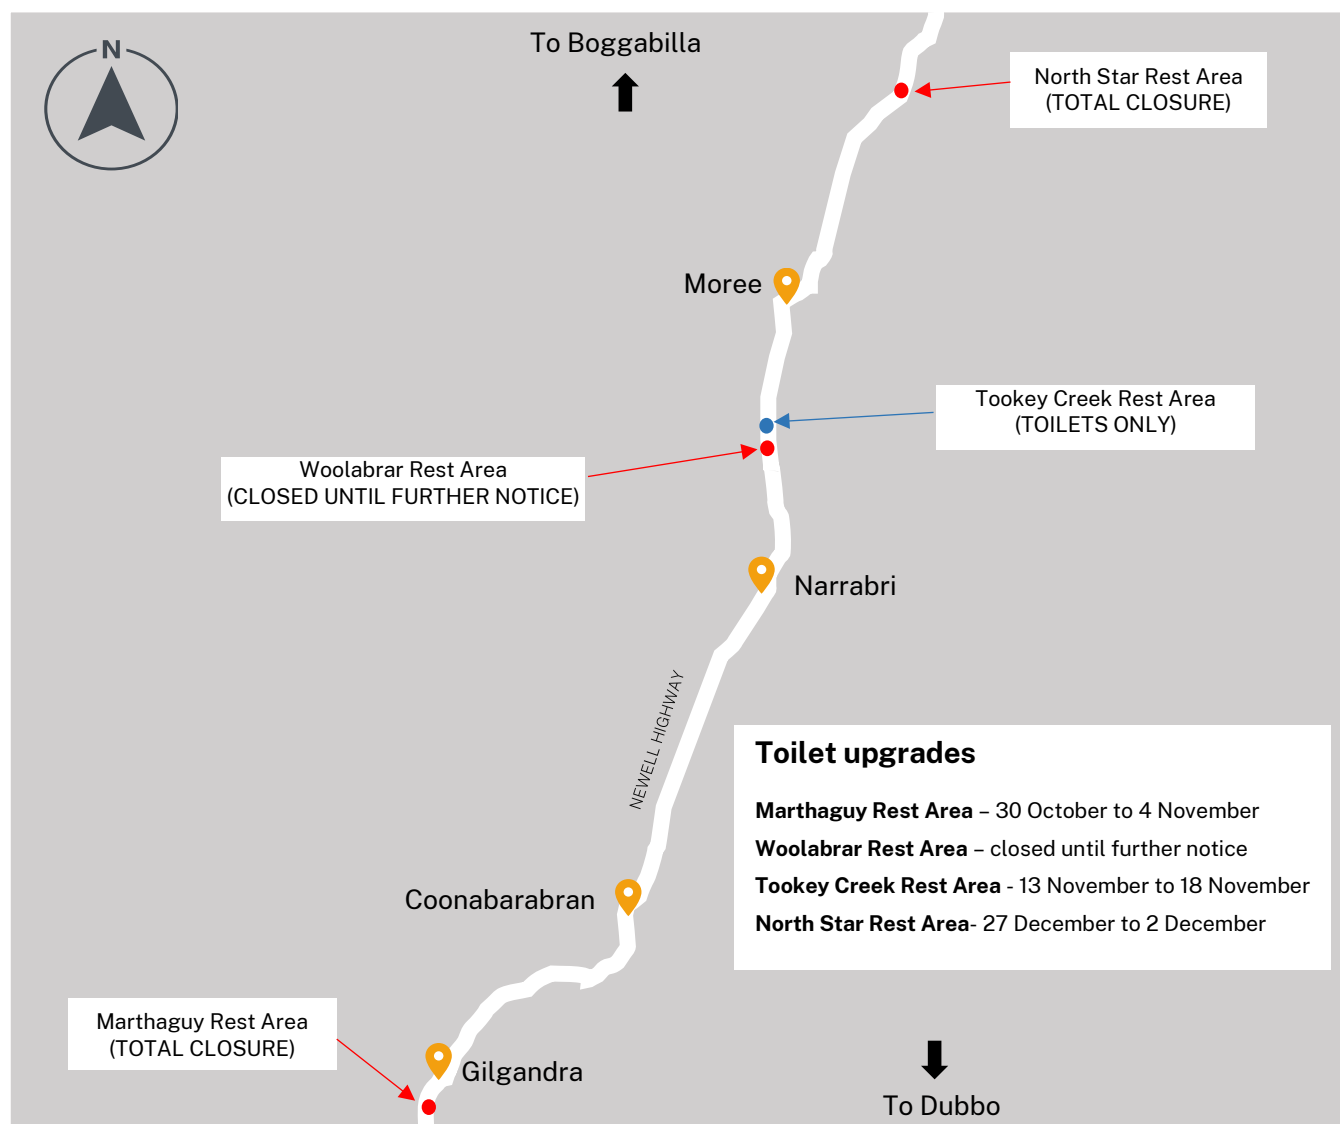 N
To Boggabilla
North Star Rest Area
(TOTAL CLOSURE)
Moree
Tookey Creek Rest Area
(TOILETS ONLY)
Woolabrar Rest Area
(CLOSED UNTIL FURTHER NOTICE)
Narrabri
NEWELL HIGHWAY
Toilet upgrades
Marthaguy Rest Area – 30 October to 4 November
Woolabrar Rest Area – closed until further notice
Tookey Creek Rest Area - 13 November to 18 November
North Star Rest Area- 27 December to 2 December
Coonabarabran
Marthaguy Rest Area
(TOTAL CLOSURE)
Gilgandra
To Dubbo